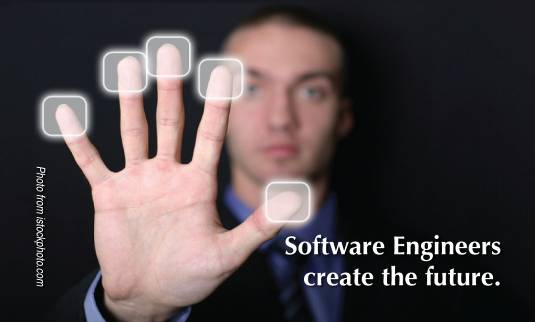 Photo from istockphoto.com
Software Engineers
create the future.